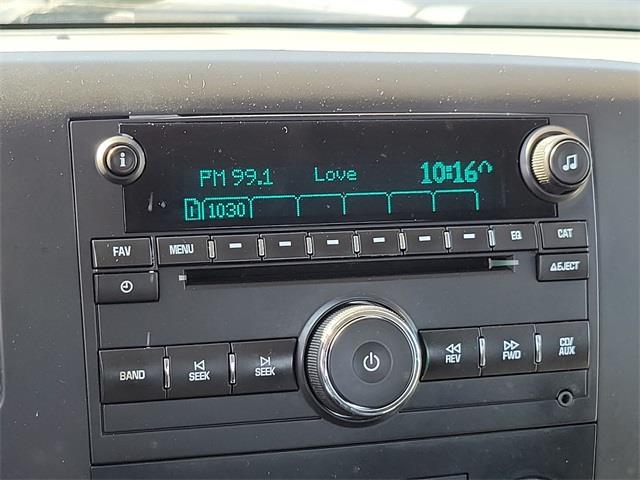 i
FM 99.1 Love 10:16
1 1030
FAV MENU EQ CAT
≜EJECT
BAND SEEK SEEK REV FWD CD/AUX